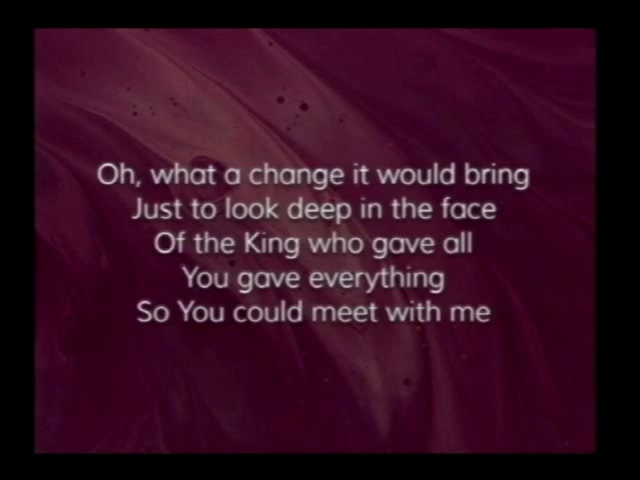 Oh, what a change it would bring
Just to look deep in the face
Of the King who gave all
You gave everything
So You could meet with me